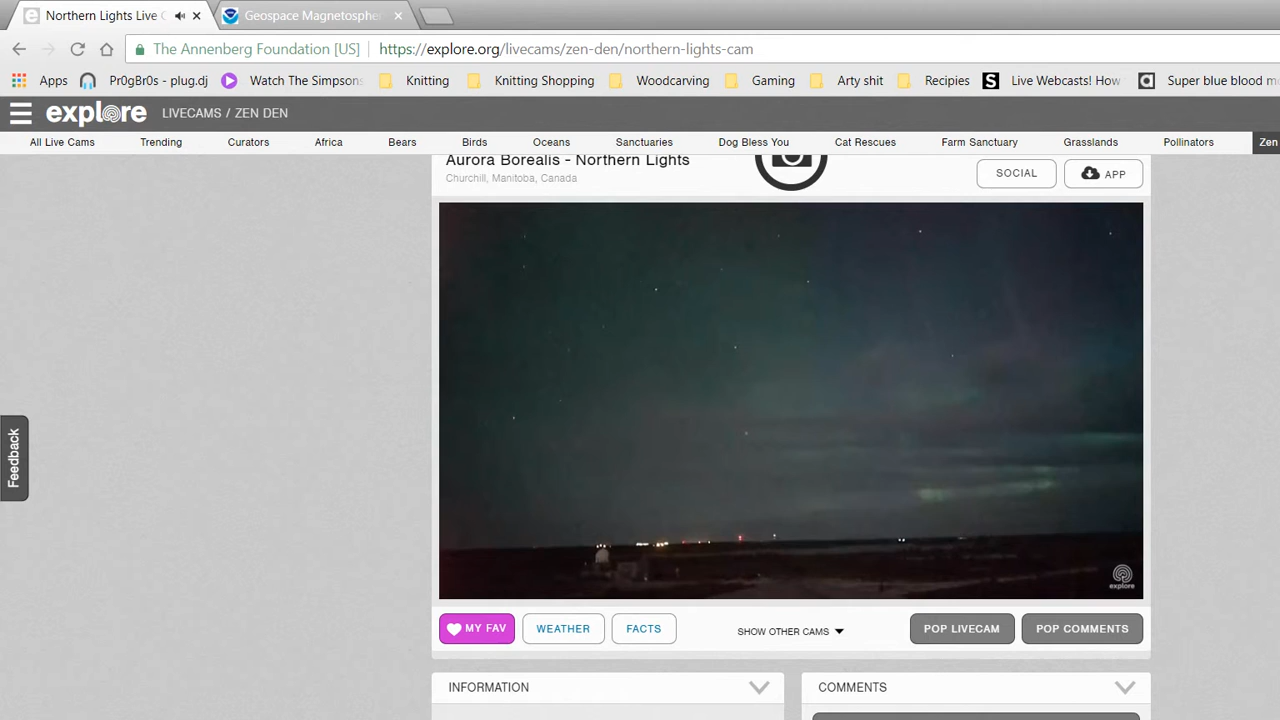 Northern Lights Live
Geospace Magnetosphe
The Annenberg Foundation [US]
https://explore.org/livecams/zen-den/northern-lights-cam
Apps
Pr0gBr0s - plug.dj
Watch The Simpsons
Knitting
Knitting Shopping
Woodcarving
Gaming
Arty shit
Recipjes
S
Live Webcasts! How
a
Super blue blood m
explore
LIVECAMS / ZEN DEN
All Live Cams
Trending
Curators
Africa
Bears
Birds
Oceans
Sanctuaries
Dog Bless You
Cat Rescues
Farm Sanctuary
Grasslands
Pollinators
Zen
Aurora Borealis - Northern Lights
Churchill, Manitoba, Canada
SOCIAL
APP
Feedback
explore
MY FAV
WEATHER
FACTS
SHOW OTHER CAMS
POP LIVECAM
POP COMMENTS
INFORMATION
COMMENTS